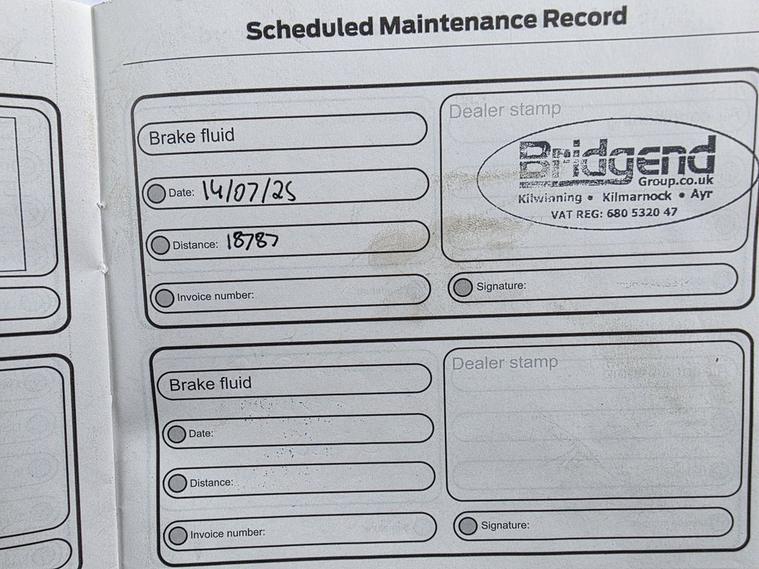 Scheduled Maintenance Record
Brake fluid
Date: 14/07/25
Distance: 18787
Invoice number:
Dealer stamp
Bridgend
Group.co.uk
Kilwinning • Kilmarnock • Ayr
VAT REG: 680 5320 47
Signature:
Brake fluid
Date:
Distance:
Invoice number:
Dealer stamp
Signature: